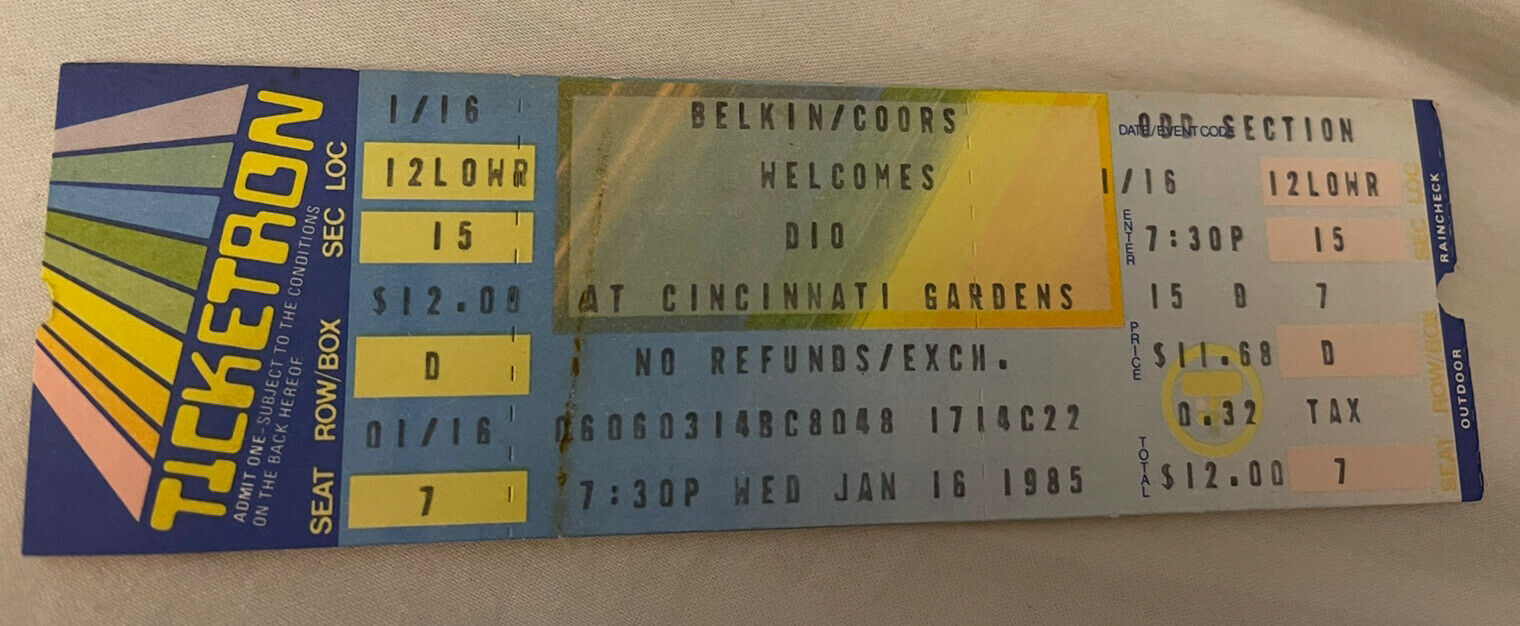 TICKETRON
ADMIT ONE-SUBJECT TO THE CONDITIONS
ON THE BACK HEREOF
SEAT ROW/BOX SEC LOC
1/16
12LOWR
15
$12.00
D
01/16
7
BELKIN/COORS
WELCOMES
DIO
AT CINCINNATI GARDENS
NO REFUNDS/EXCH.
06060314BC8048 1714C22
7:30P WED JAN 16 1985
DATE/EVENT CODE
ODD SECTION
1/16 12LOWR
ENTER
7:30P 15
15 D 7
PRICE
$11.68 D
0.32 TAX
TOTAL
$12.00 7
SEAT ROW/BOX SEC LOC
RAINCHECK
OUTDOOR